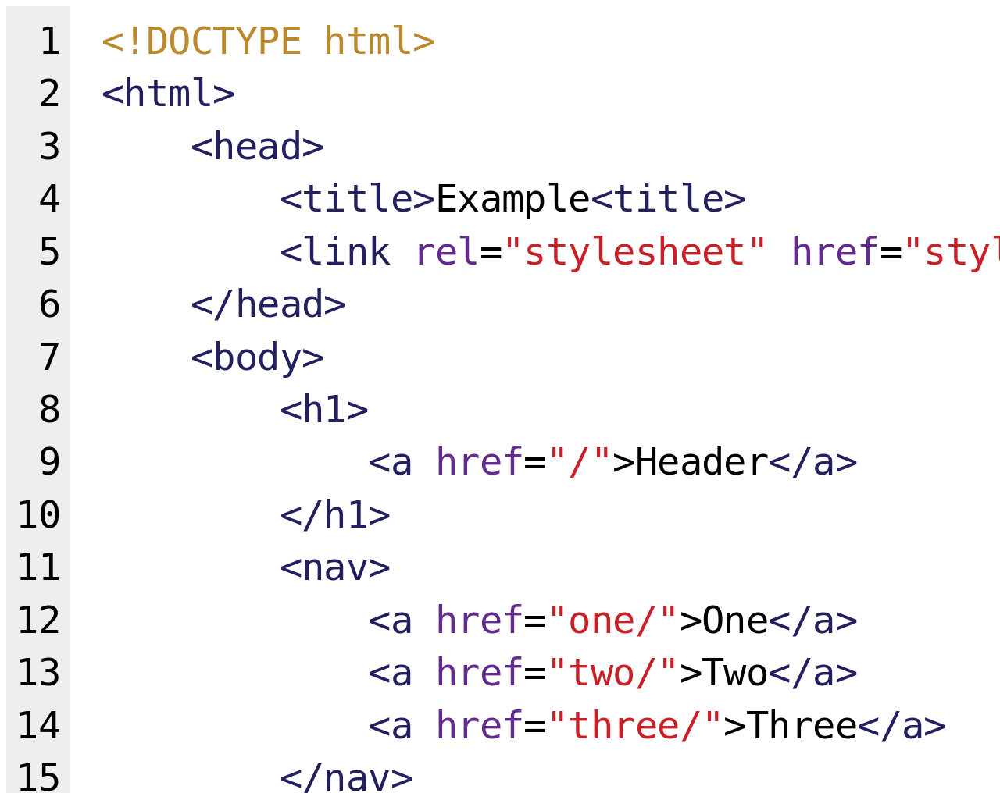 1 <!DOCTYPE html>
2 <html>
3     <head>
4         <title>Example<title>
5         <link rel="stylesheet" href="styl
6     </head>
7     <body>
8         <h1>
9             <a href="/">Header</a>
10         </h1>
11         <nav>
12             <a href="one/">One</a>
13             <a href="two/">Two</a>
14             <a href="three/">Three</a>
15         </nav>